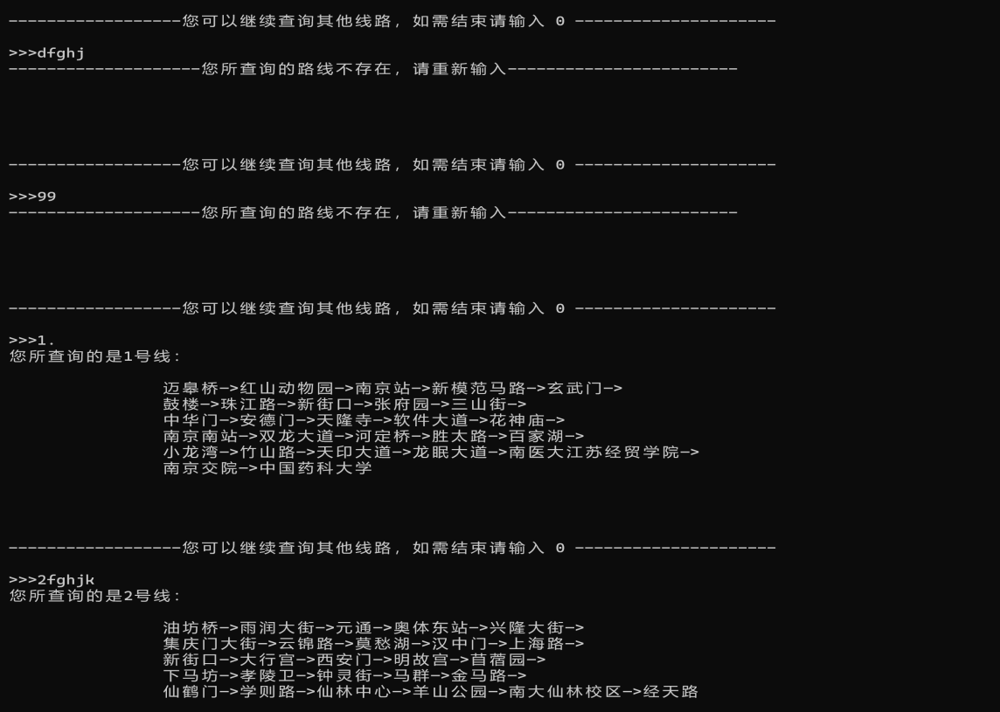 ------------------您可以继续查询其他线路，如需结束请输入 0 ---------------------
>>>dfghj
--------------------您所查询的路线不存在，请重新输入------------------------
------------------您可以继续查询其他线路，如需结束请输入 0 ---------------------
>>>99
--------------------您所查询的路线不存在，请重新输入------------------------
------------------您可以继续查询其他线路，如需结束请输入 0 ---------------------
>>>1.
您所查询的是1号线：
迈皋桥->红山动物园->南京站->新模范马路->玄武门->
鼓楼->珠江路->新街口->张府园->三山街->
中华门->安德门->天隆寺->软件大道->花神庙->
南京南站->双龙大道->河定桥->胜太路->百家湖->
小龙湾->竹山路->天印大道->龙眠大道->南医大江苏经贸学院->
南京交院->中国药科大学
------------------您可以继续查询其他线路，如需结束请输入 0 ---------------------
>>>2fghjk
您所查询的是2号线：
油坊桥->雨润大街->元通->奥体东站->兴隆大街->
集庆门大街->云锦路->莫愁湖->汉中门->上海路->
新街口->大行宫->西安门->明故宫->苜蓿园->
下马坊->孝陵卫->钟灵街->马群->金马路->
仙鹤门->学则路->仙林中心->羊山公园->南大仙林校区->经天路